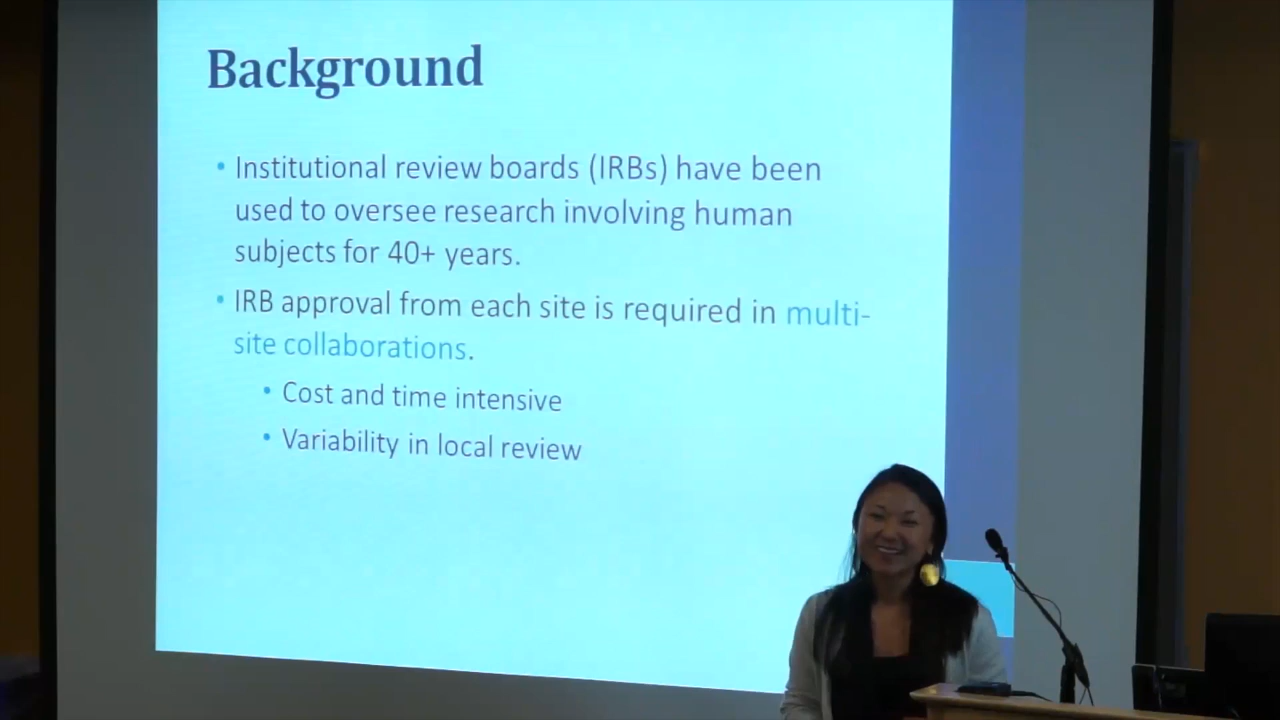 Background
• Institutional review boards (IRBs) have been
used to oversee research involving human
subjects for 40+ years.
• IRB approval from each site is required in multi-
site collaborations.
• Cost and time intensive
• Variability in local review